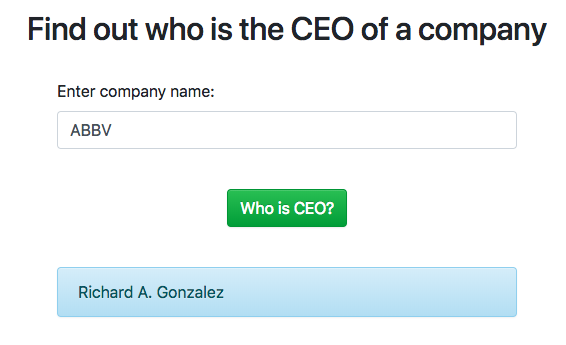 Find out who is the CEO of a company
Enter company name:
ABBV
Who is CEO?
Richard A. Gonzalez